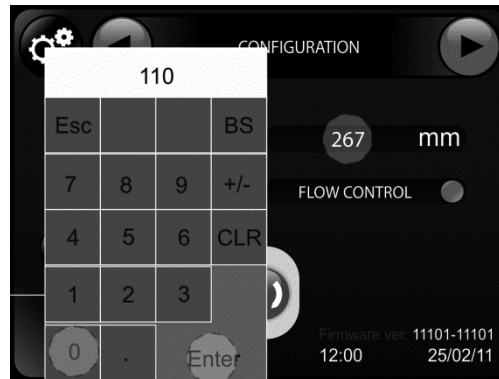 CONFIGURATION
110
Esc BS
267 mm
7 8 9 +/-
FLOW CONTROL
4 5 6 CLR
1 2 3
Firmware ver. 11101-11101
0 . Enter
12:00 25/02/11